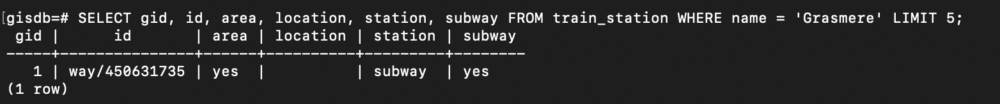 [gisdb=# SELECT gid, id, area, location, station, subway FROM train_station WHERE name = 'Grasmere' LIMIT 5;
 gid |      id       | area | location | station | subway
-----+---------------+------+----------+---------+--------
   1 | way/450631735 | yes  |          | subway  | yes
(1 row)